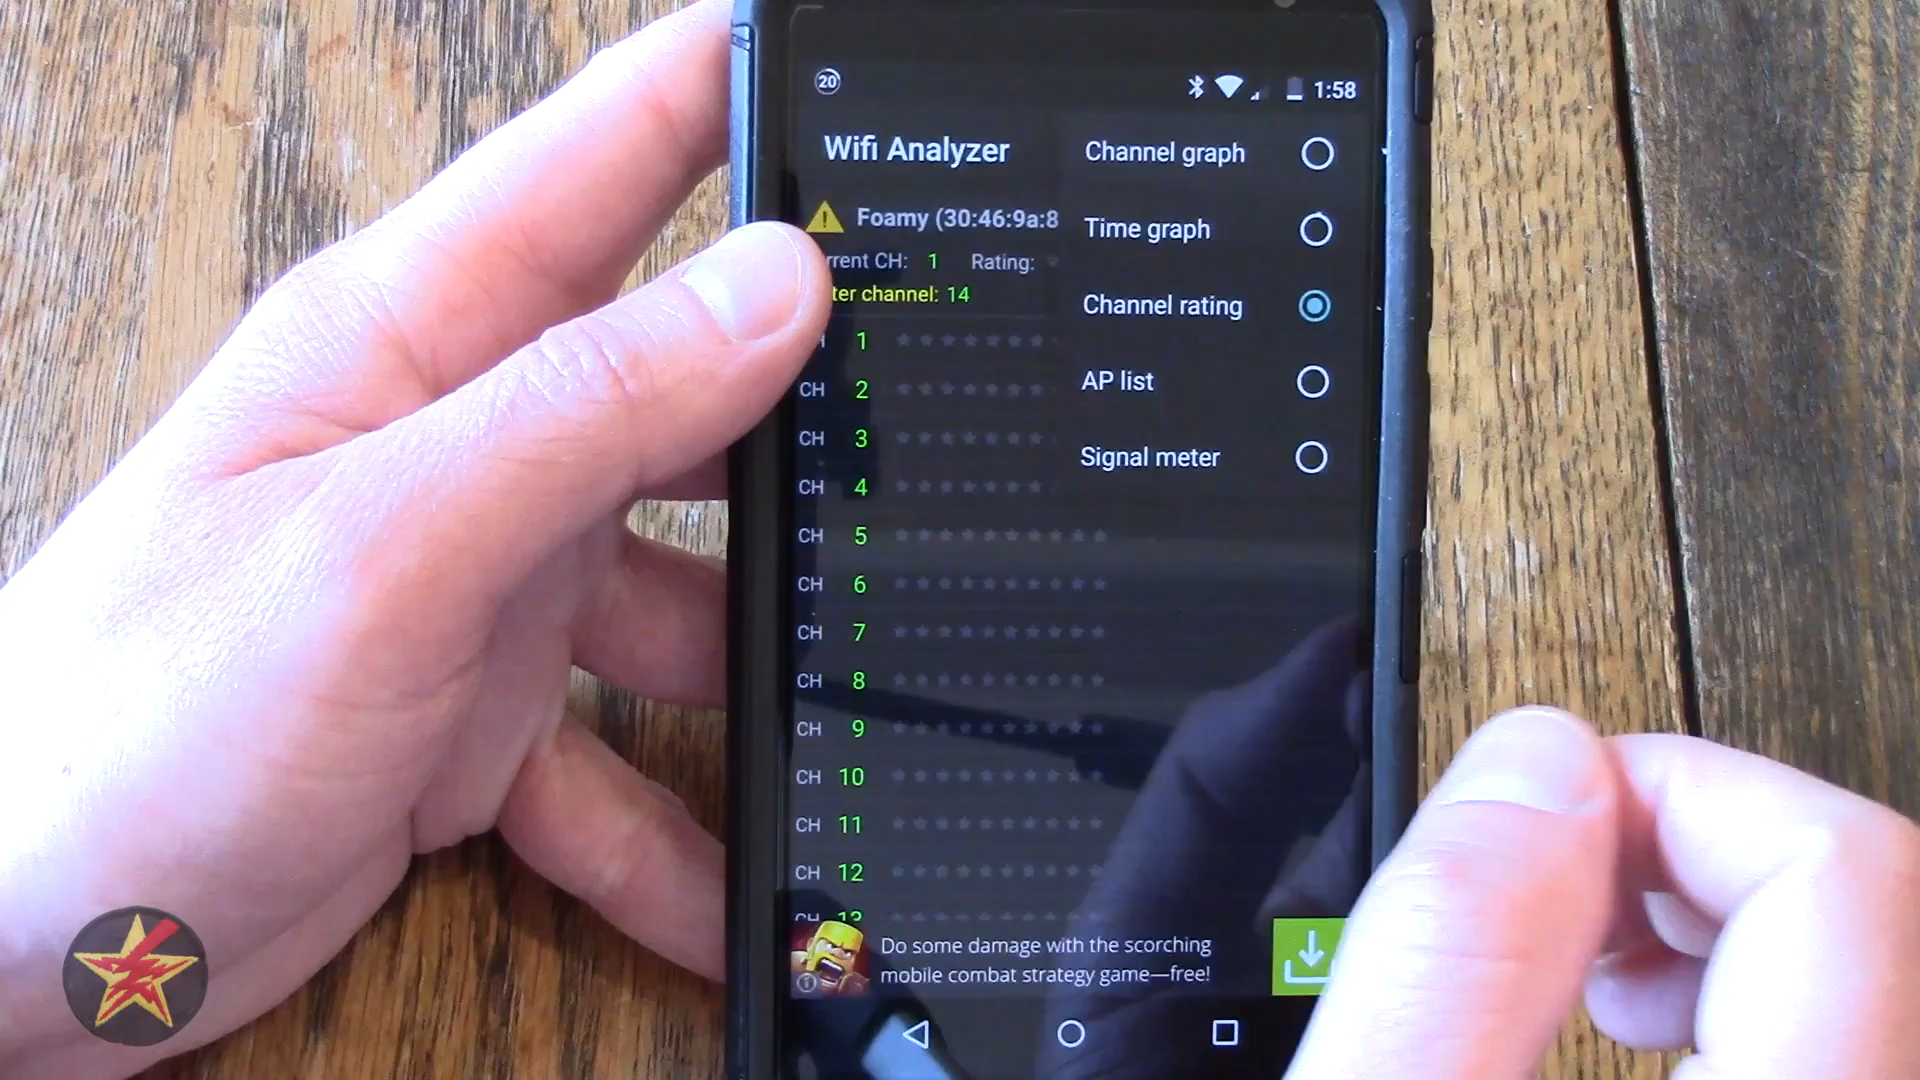 20
1:58
Wifi Analyzer
Foamy (30:46:9a:8
rrent CH: 1 Rating:
ter channel: 14
Channel graph
Time graph
Channel rating
AP list
Signal meter
1
CH 2
CH 3
CH 4
CH 5
CH 6
CH 7
CH 8
CH 9
CH 10
CH 11
CH 12
CH 13
Do some damage with the scorching
mobile combat strategy game—free!